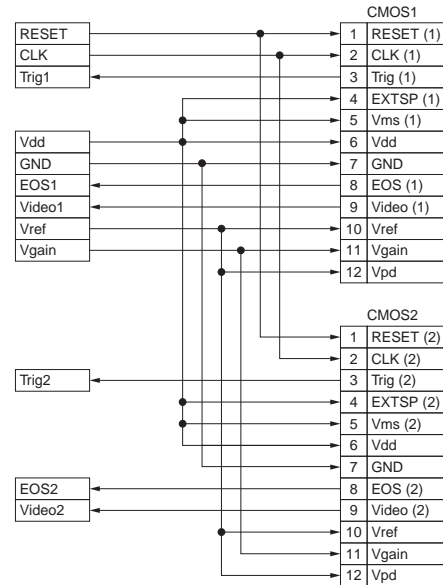 CMOS1
RESET 1 RESET (1)
CLK 2 CLK (1)
Trig1 3 Trig (1)
4 EXTSP (1)
5 Vms (1)
Vdd 6 Vdd
GND 7 GND
EOS1 8 EOS (1)
Video1 9 Video (1)
Vref 10 Vref
Vgain 11 Vgain
12 Vpd
CMOS2
1 RESET (2)
2 CLK (2)
Trig2 3 Trig (2)
4 EXTSP (2)
5 Vms (2)
6 Vdd
7 GND
EOS2 8 EOS (2)
Video2 9 Video (2)
10 Vref
11 Vgain
12 Vpd